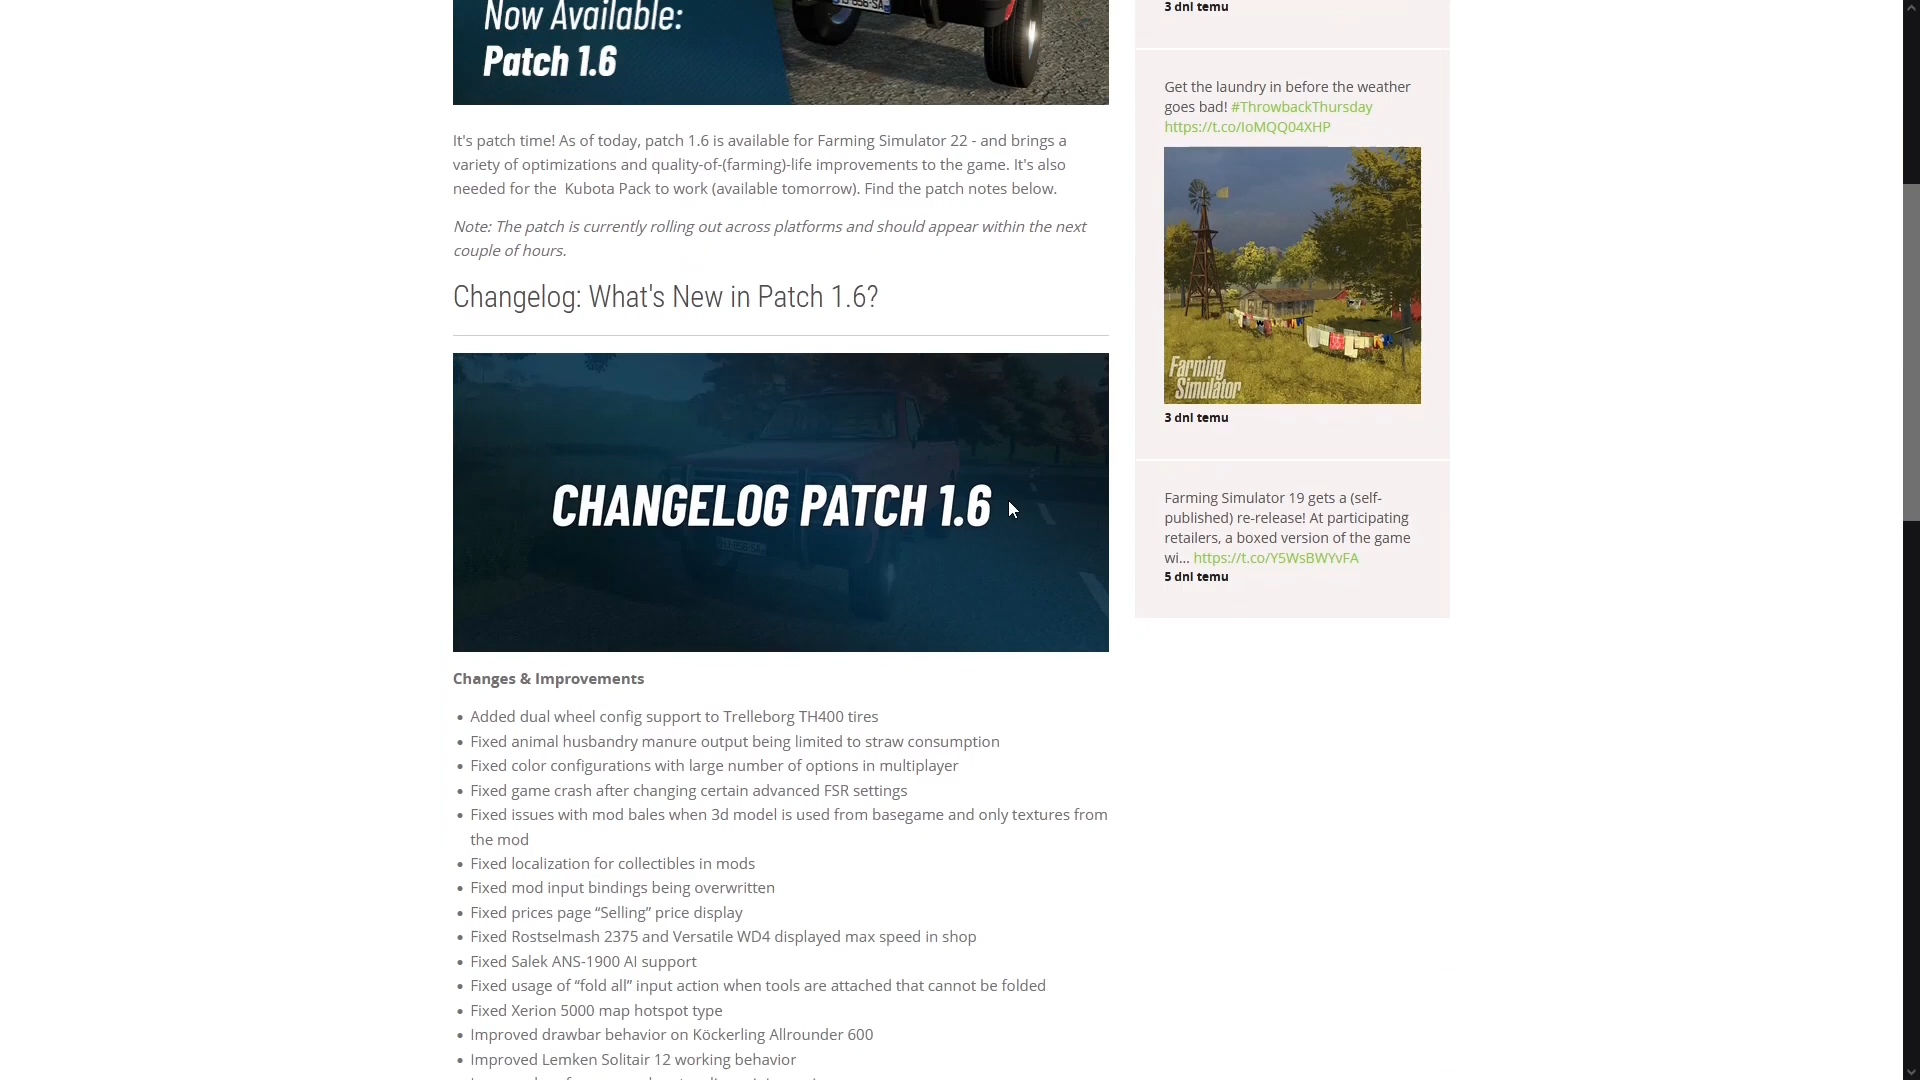 Now Available:
Patch 1.6
It's patch time! As of today, patch 1.6 is available for Farming Simulator 22 - and brings a
variety of optimizations and quality-of-(farming)-life improvements to the game. It's also
needed for the  Kubota Pack to work (available tomorrow). Find the patch notes below.
Note: The patch is currently rolling out across platforms and should appear within the next
couple of hours.
Changelog: What's New in Patch 1.6?
CHANGELOG PATCH 1.6
Changes & Improvements
• Added dual wheel config support to Trelleborg TH400 tires
• Fixed animal husbandry manure output being limited to straw consumption
• Fixed color configurations with large number of options in multiplayer
• Fixed game crash after changing certain advanced FSR settings
• Fixed issues with mod bales when 3d model is used from basegame and only textures from
the mod
• Fixed localization for collectibles in mods
• Fixed mod input bindings being overwritten
• Fixed prices page “Selling” price display
• Fixed Rostselmash 2375 and Versatile WD4 displayed max speed in shop
• Fixed Salek ANS-1900 AI support
• Fixed usage of “fold all” input action when tools are attached that cannot be folded
• Fixed Xerion 5000 map hotspot type
• Improved drawbar behavior on Köckerling Allrounder 600
• Improved Lemken Solitair 12 working behavior
3 dni temu
Get the laundry in before the weather
goes bad! #ThrowbackThursday
https://t.co/IoMQQ04XHP
Farming
Simulator
3 dni temu
Farming Simulator 19 gets a (self-
published) re-release! At participating
retailers, a boxed version of the game
wi... https://t.co/Y5WsBWYvFA
5 dni temu